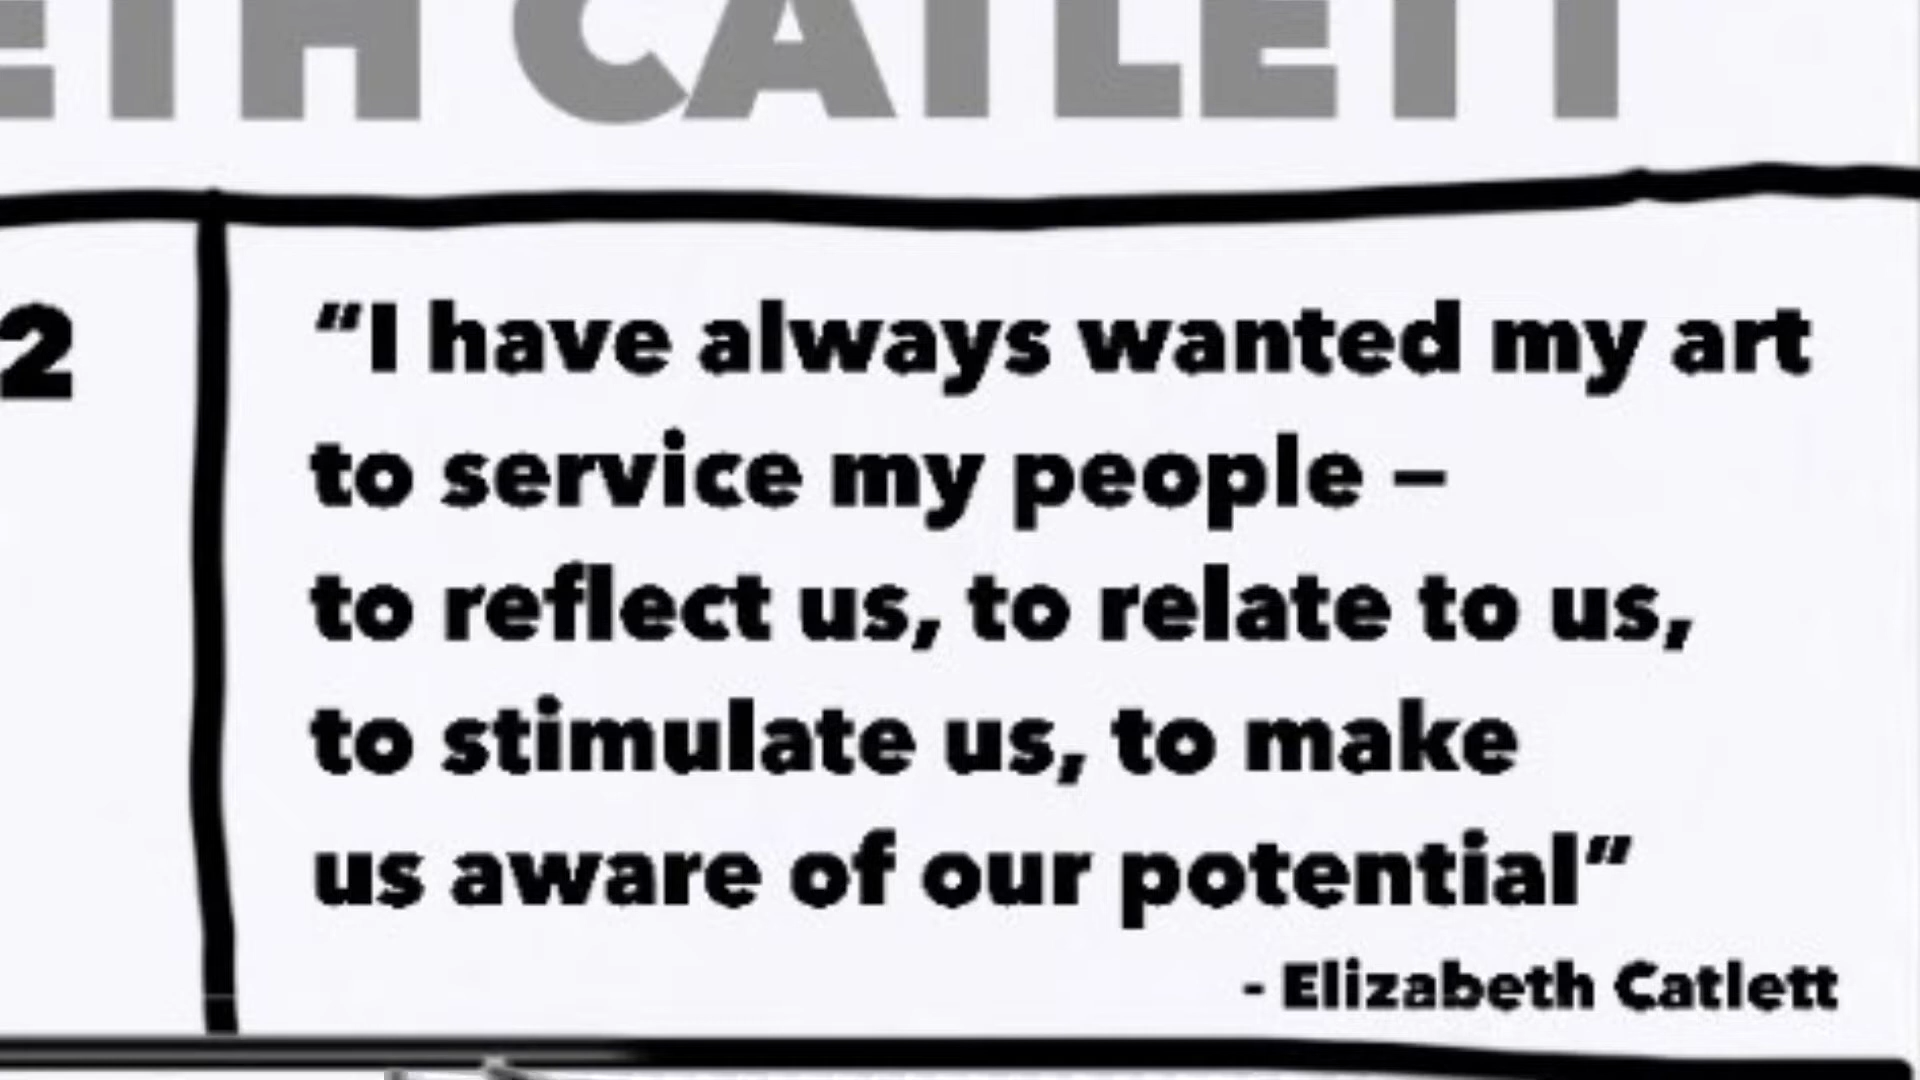 CATLETT
2
“I have always wanted my art
to service my people –
to reflect us, to relate to us,
to stimulate us, to make
us aware of our potential”
- Elizabeth Catlett